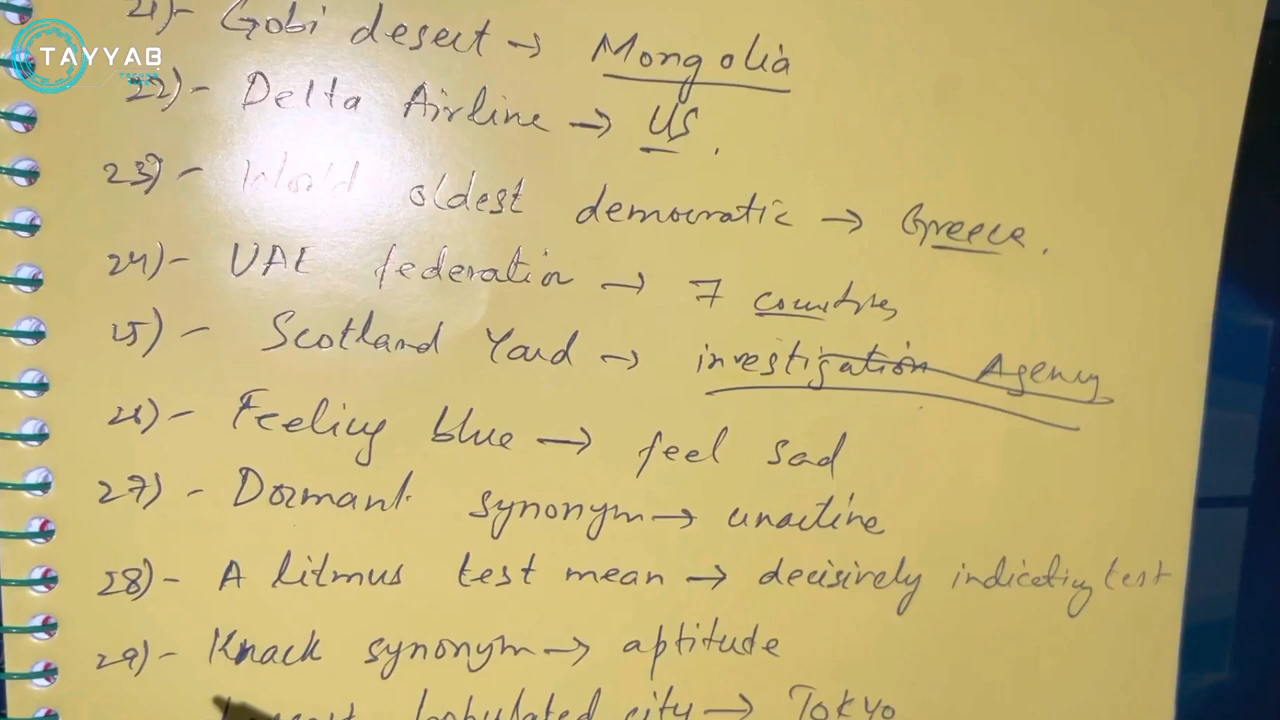 TAYYAB
21)- Gobi desert → Mongolia
22)- Delta Airline → US.
23)- World oldest democratic → Greece.
24)- UAE federation → 7 countries
25)- Scotland Yard → investigation Agency
26)- Feeling blue → feel sad
27)- Dormant synonym → unactive
28)- A litmus test mean → decisively indicating test
29)- Knack synonym → aptitude
populated city → Tokyo